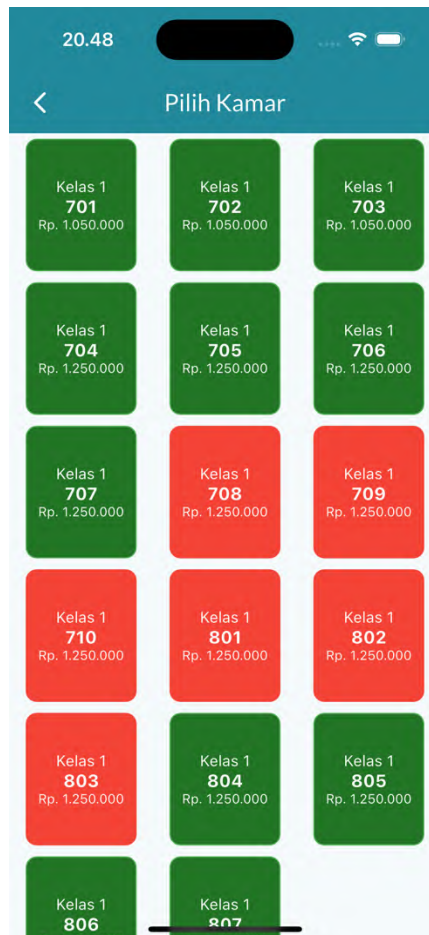 20.48
Pilih Kamar
Kelas 1
701
Rp. 1.050.000
Kelas 1
702
Rp. 1.050.000
Kelas 1
703
Rp. 1.050.000
Kelas 1
704
Rp. 1.250.000
Kelas 1
705
Rp. 1.250.000
Kelas 1
706
Rp. 1.250.000
Kelas 1
707
Rp. 1.250.000
Kelas 1
708
Rp. 1.250.000
Kelas 1
709
Rp. 1.250.000
Kelas 1
710
Rp. 1.250.000
Kelas 1
801
Rp. 1.250.000
Kelas 1
802
Rp. 1.250.000
Kelas 1
803
Rp. 1.250.000
Kelas 1
804
Rp. 1.250.000
Kelas 1
805
Rp. 1.250.000
Kelas 1
806
Kelas 1
807